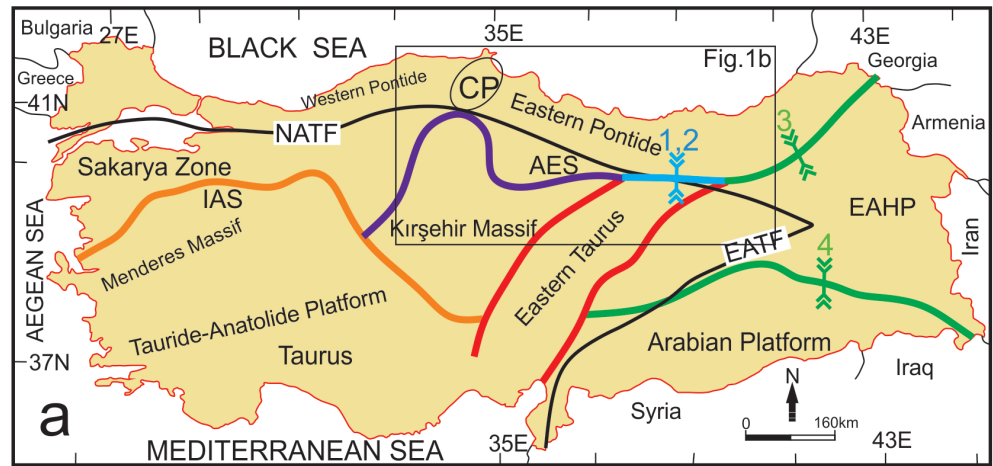 Bulgaria
27E
BLACK SEA
35E
43E
Fig.1b
Georgia
Greece
41N
Western Pontide
CP
Eastern Pontide
Armenia
NATF
1,2
3
Sakarya Zone
AES
IAS
EAHP
Kırşehir Massif
Iran
AEGEAN SEA
Menderes Massif
Eastern Taurus
EATF
4
Tauride-Anatolide Platform
Taurus
Arabian Platform
37N
Iraq
N
a
Syria
0
160km
MEDITERRANEAN SEA
35E
43E